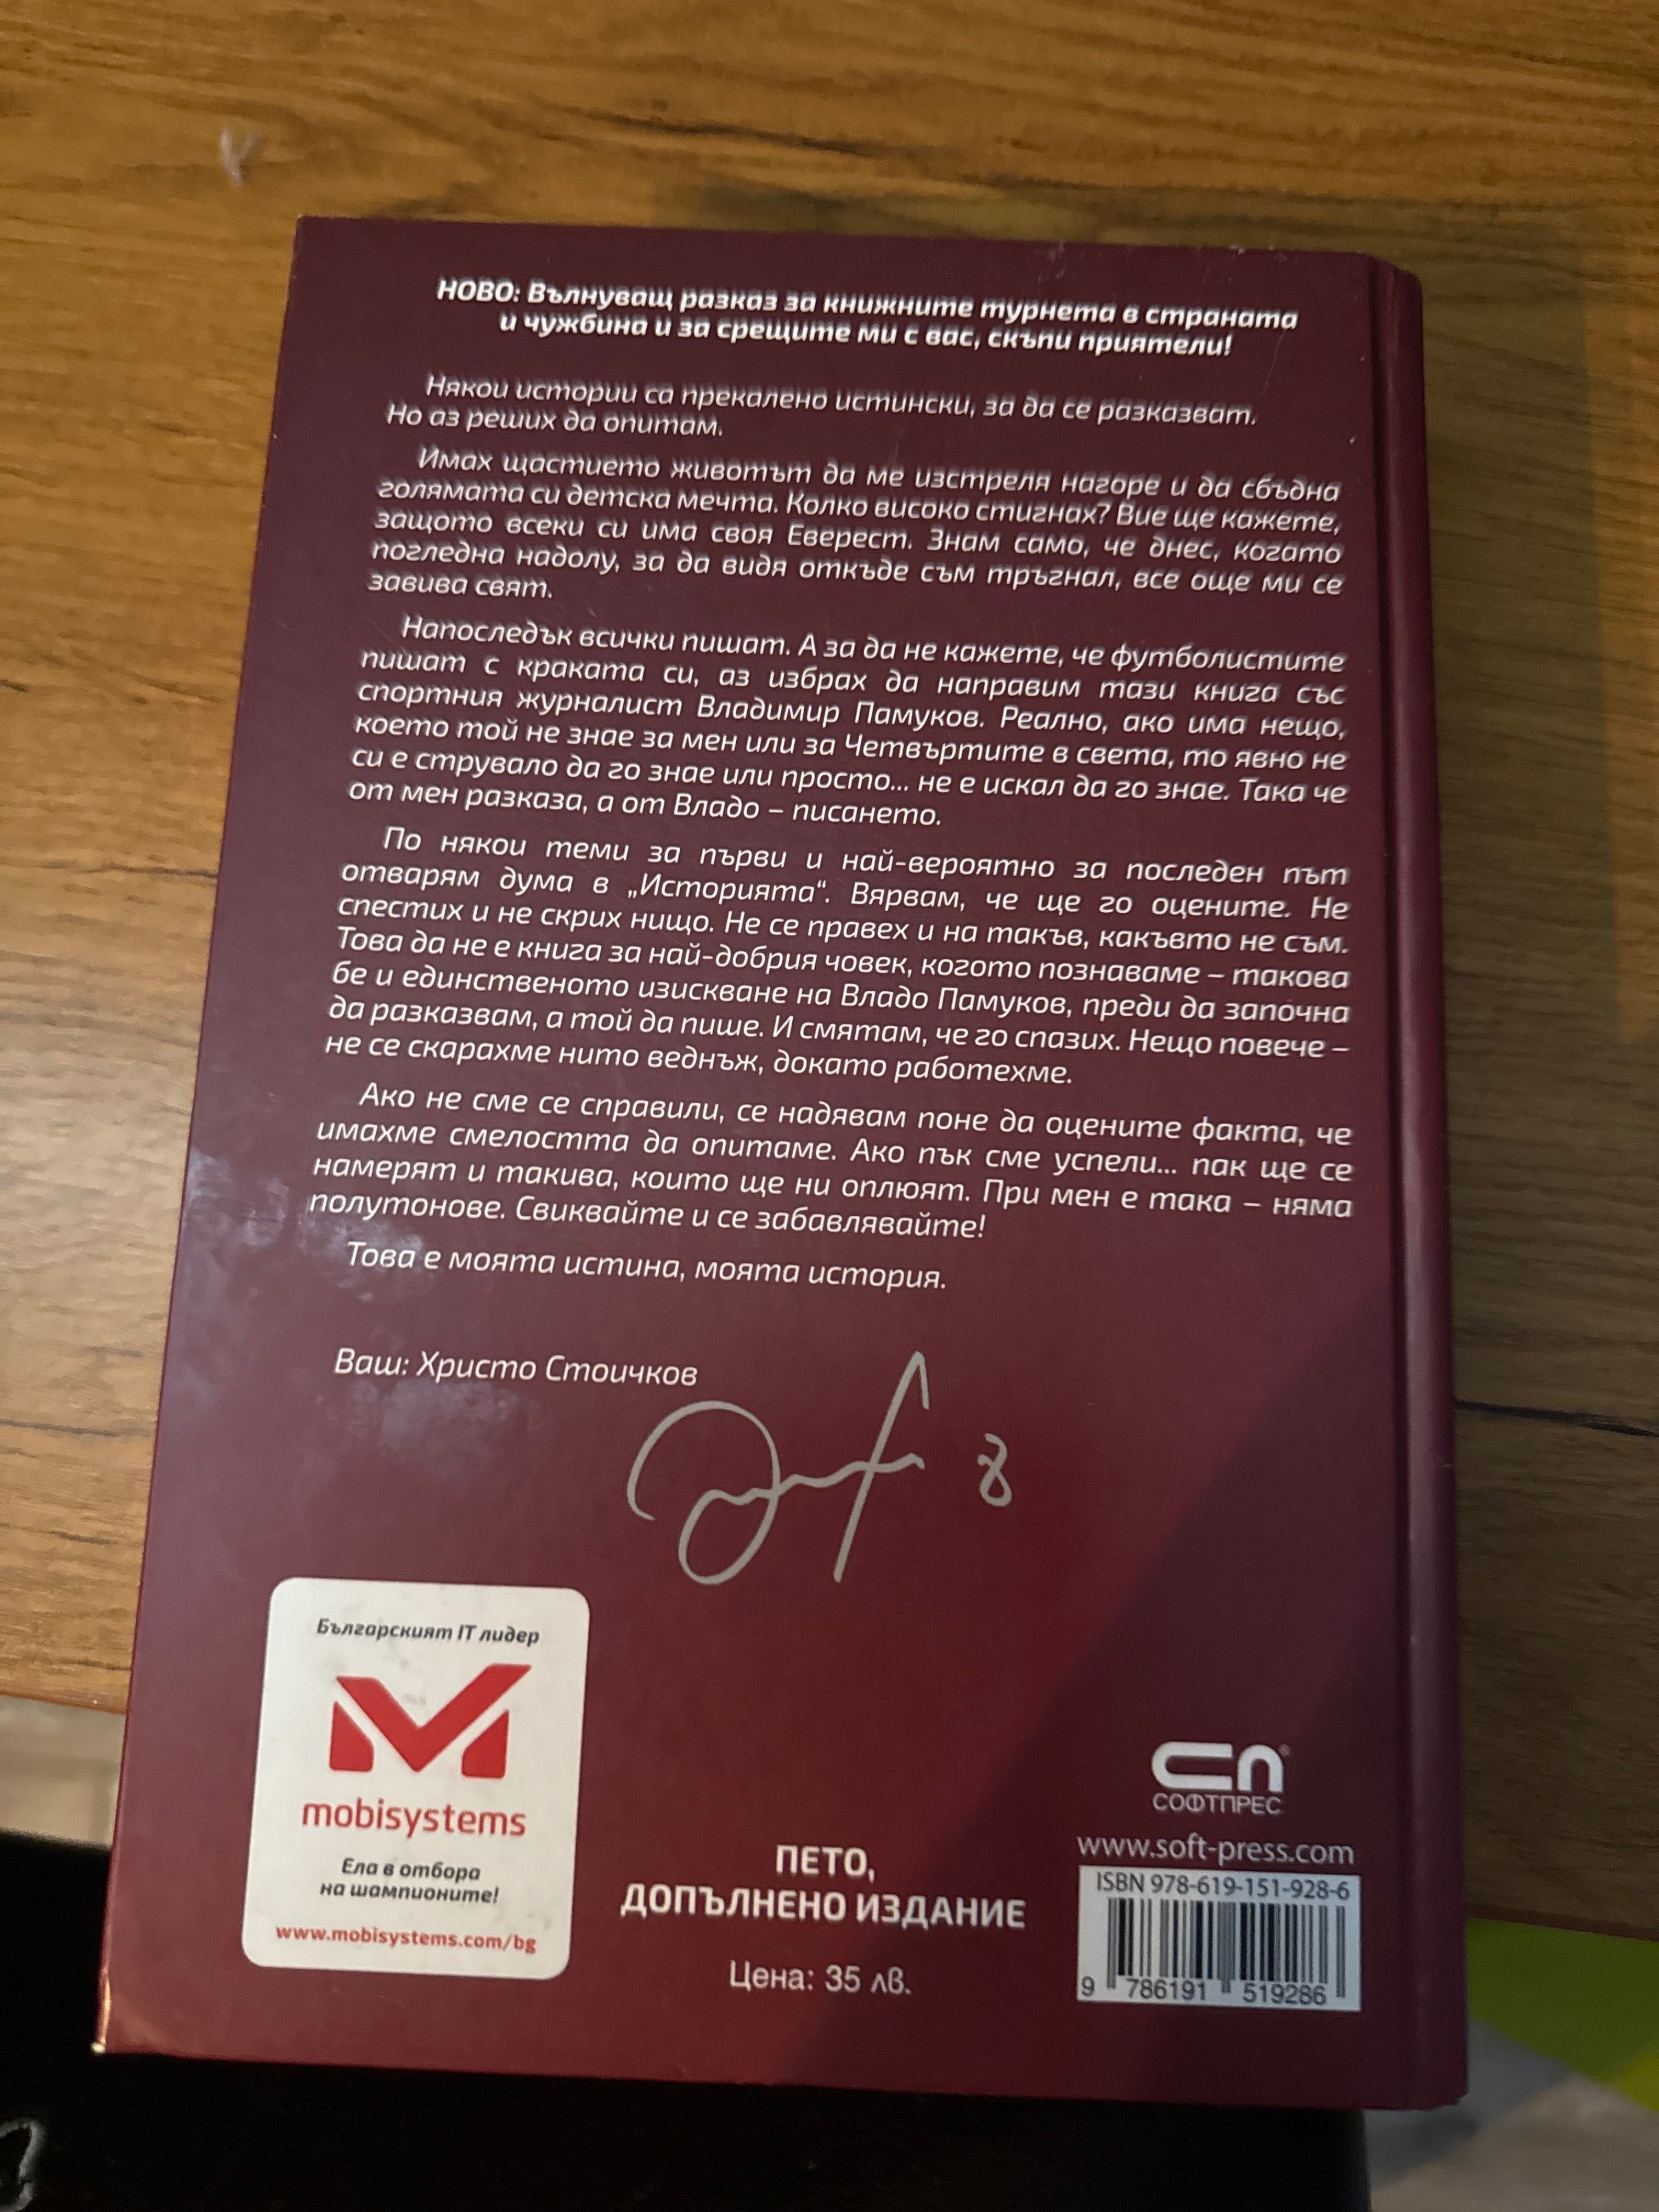 НОВО: Вълнуващ разказ за книжните турнета в страната
и чужбина и за срещите ми с вас, скъпи приятели!
Някои истории са прекалено истински, за да се разказват.
Но аз реших да опитам.
Имах щастието животът да ме изстреля нагоре и да сбъдна
голямата си детска мечта. Колко високо стигнах? Вие ще кажете,
защото всеки си има своя Еверест. Знам само, че днес, когато
погледна надолу, за да видя откъде съм тръгнал, все още ми се
завива свят.
Напоследък всички пишат. А за да не кажете, че футболистите
пишат с краката си, аз избрах да направим тази книга със
спортния журналист Владимир Памуков. Реално, ако има нещо,
което той не знае за мен или за Четвъртите в света, то явно не
си е струвало да го знае или просто... не е искал да го знае. Така че
от мен разказа, а от Владо – писането.
По някои теми за първи и най-вероятно за последен път
отварям дума в „Историята“. Вярвам, че ще го оцените. Не
спестих и не скрих нищо. Не се правех и на такъв, какъвто не съм.
Това да не е книга за най-добрия човек, когото познаваме – такова
бе и единственото изискване на Владо Памуков, преди да започна
да разказвам, а той да пише. И смятам, че го спазих. Нещо повече –
не се скарахме нито веднъж, докато работехме.
Ако не сме се справили, се надявам поне да оцените факта, че
имахме смелостта да опитаме. Ако пък сме успели... пак ще се
намерят и такива, които ще ни оплюят. При мен е така – няма
полутонове. Свиквайте и се забавлявайте!
Това е моята истина, моята история.
Ваш: Христо Стоичков
8
Българският IT лидер
mobisystems
Ела в отбора
на шампионите!
www.mobisystems.com/bg
ПЕТО,
ДОПЪЛНЕНО ИЗДАНИЕ
Цена: 35 лв.
СП®
СОФТПРЕС
www.soft-press.com
ISBN 978-619-151-928-6
9 786191 519286